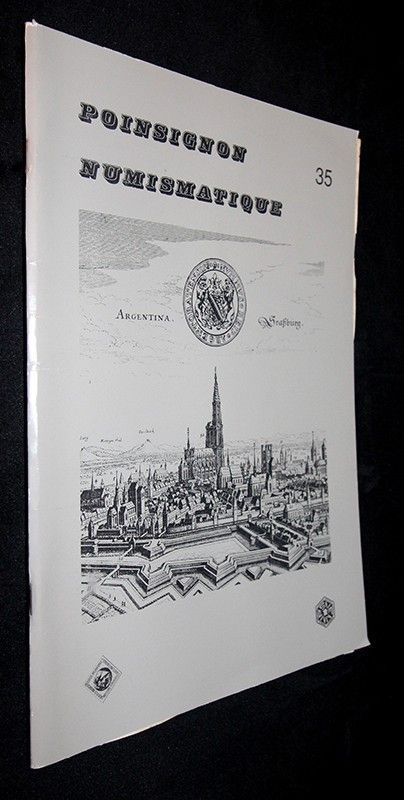 POINSIGNON
NUMISMATIQUE
35
ARGENTINA.
Straßburg.